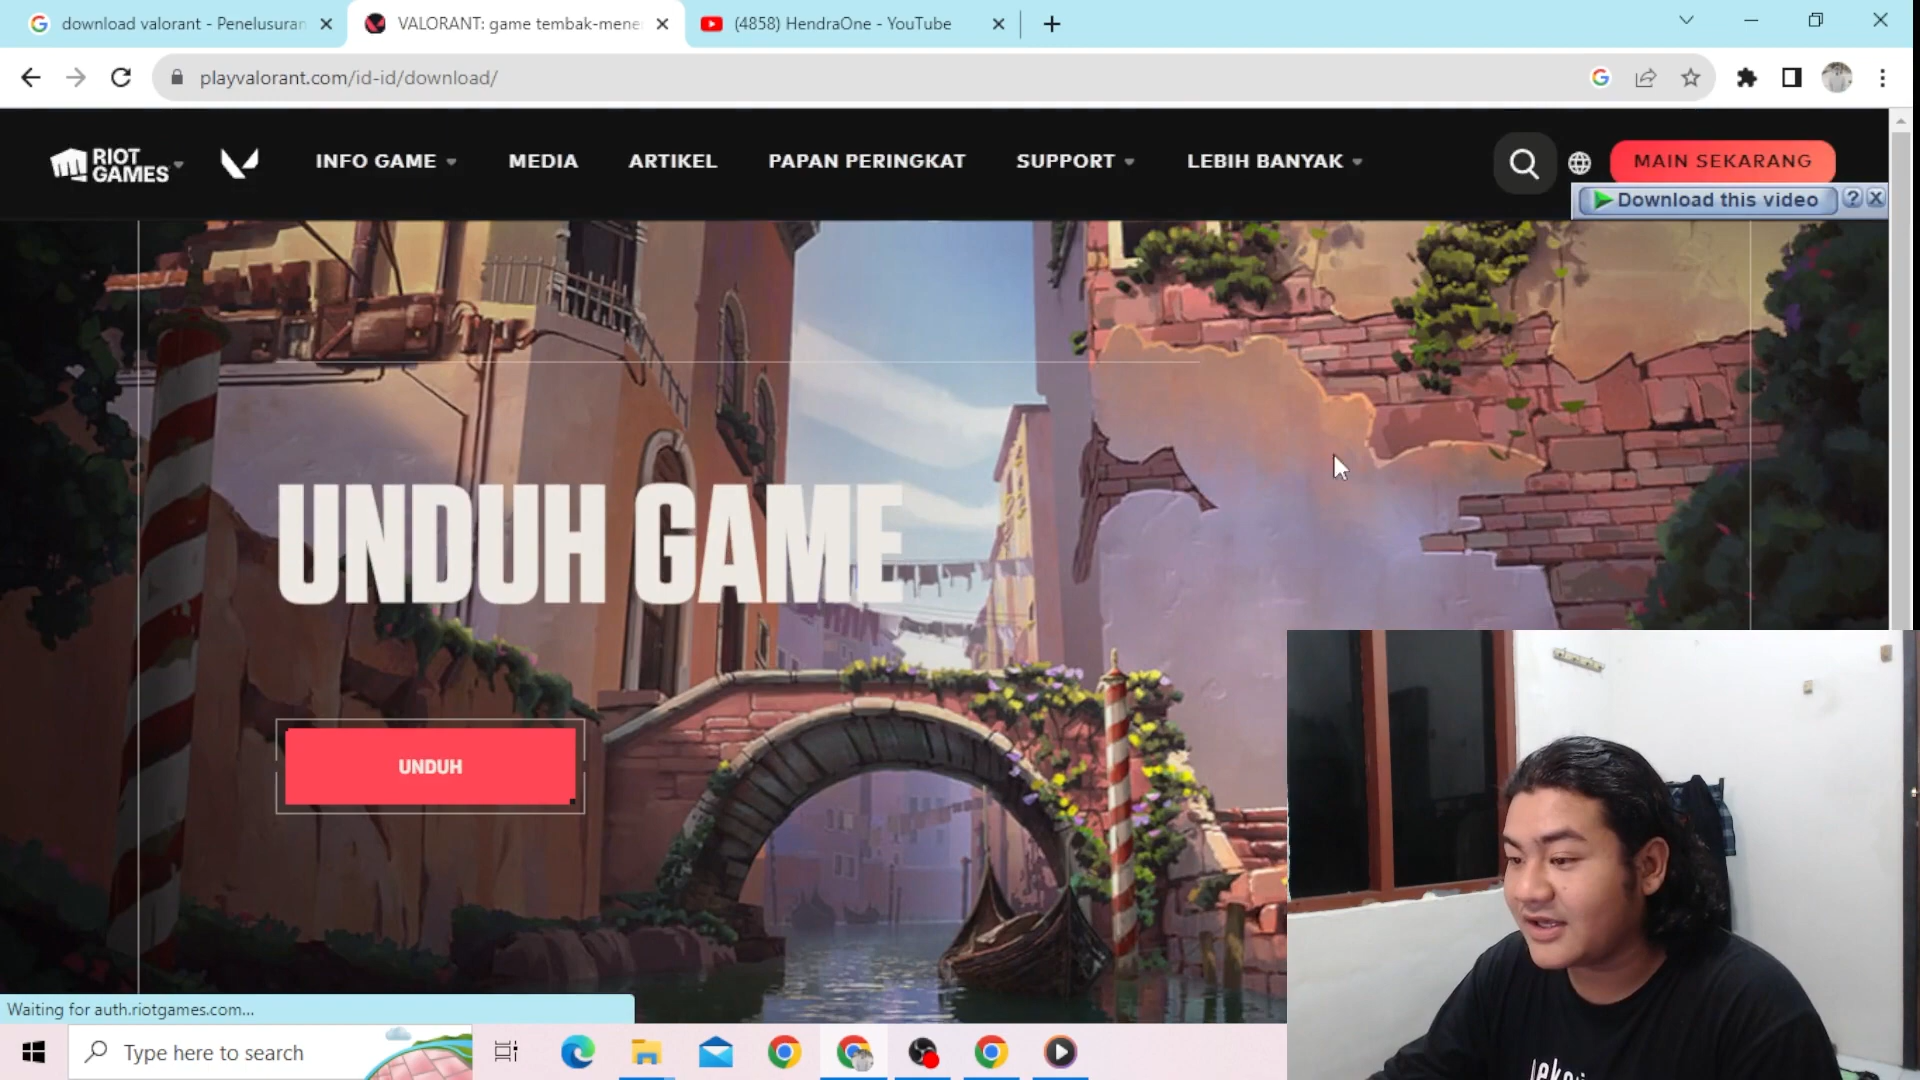 download valorant - Penelusuran
VALORANT: game tembak-mene
(4858) HendraOne - YouTube
playvalorant.com/id-id/download/
RIOT GAMES
INFO GAME
MEDIA
ARTIKEL
PAPAN PERINGKAT
SUPPORT
LEBIH BANYAK
MAIN SEKARANG
Download this video
UNDUH GAME
UNDUH
Waiting for auth.riotgames.com...
Type here to search